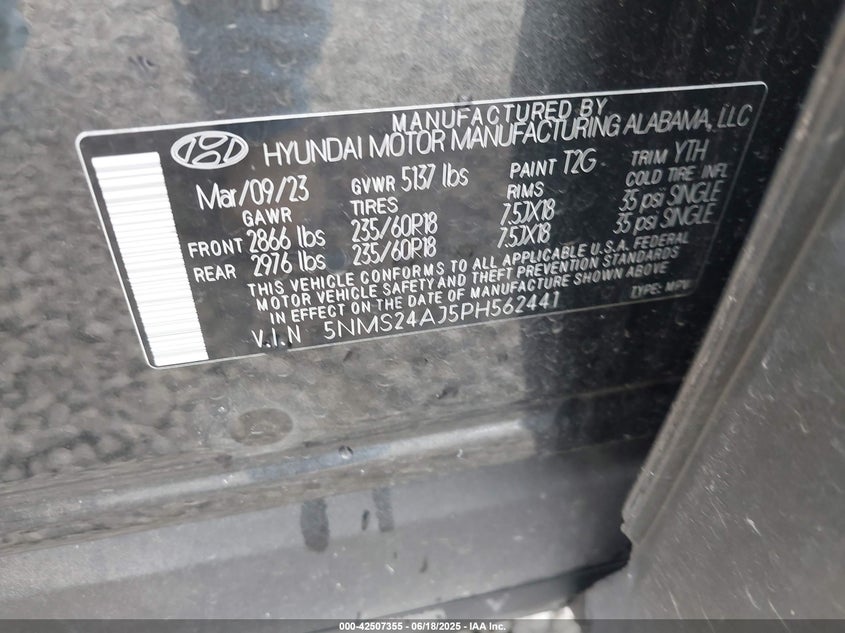 MANUFACTURED BY
HYUNDAI MOTOR MANUFACTURING ALABAMA, LLC
Mar/09/23 GVWR 5137 lbs PAINT T2G TRIM YTH
GAWR TIRES RIMS COLD TIRE INFL
FRONT 2866 lbs 235/60R18 7.5JX18 35 psi SINGLE
REAR 2976 lbs 235/60R18 7.5JX18 35 psi SINGLE
THIS VEHICLE CONFORMS TO ALL APPLICABLE U.S.A. FEDERAL
MOTOR VEHICLE SAFETY AND THEFT PREVENTION STANDARDS
IN EFFECT ON THE DATE OF MANUFACTURE SHOWN ABOVE
V.I.N 5NMS24AJ5PH562441 TYPE: MPV
000-42507355 - 06/18/2025 - IAA, Inc.